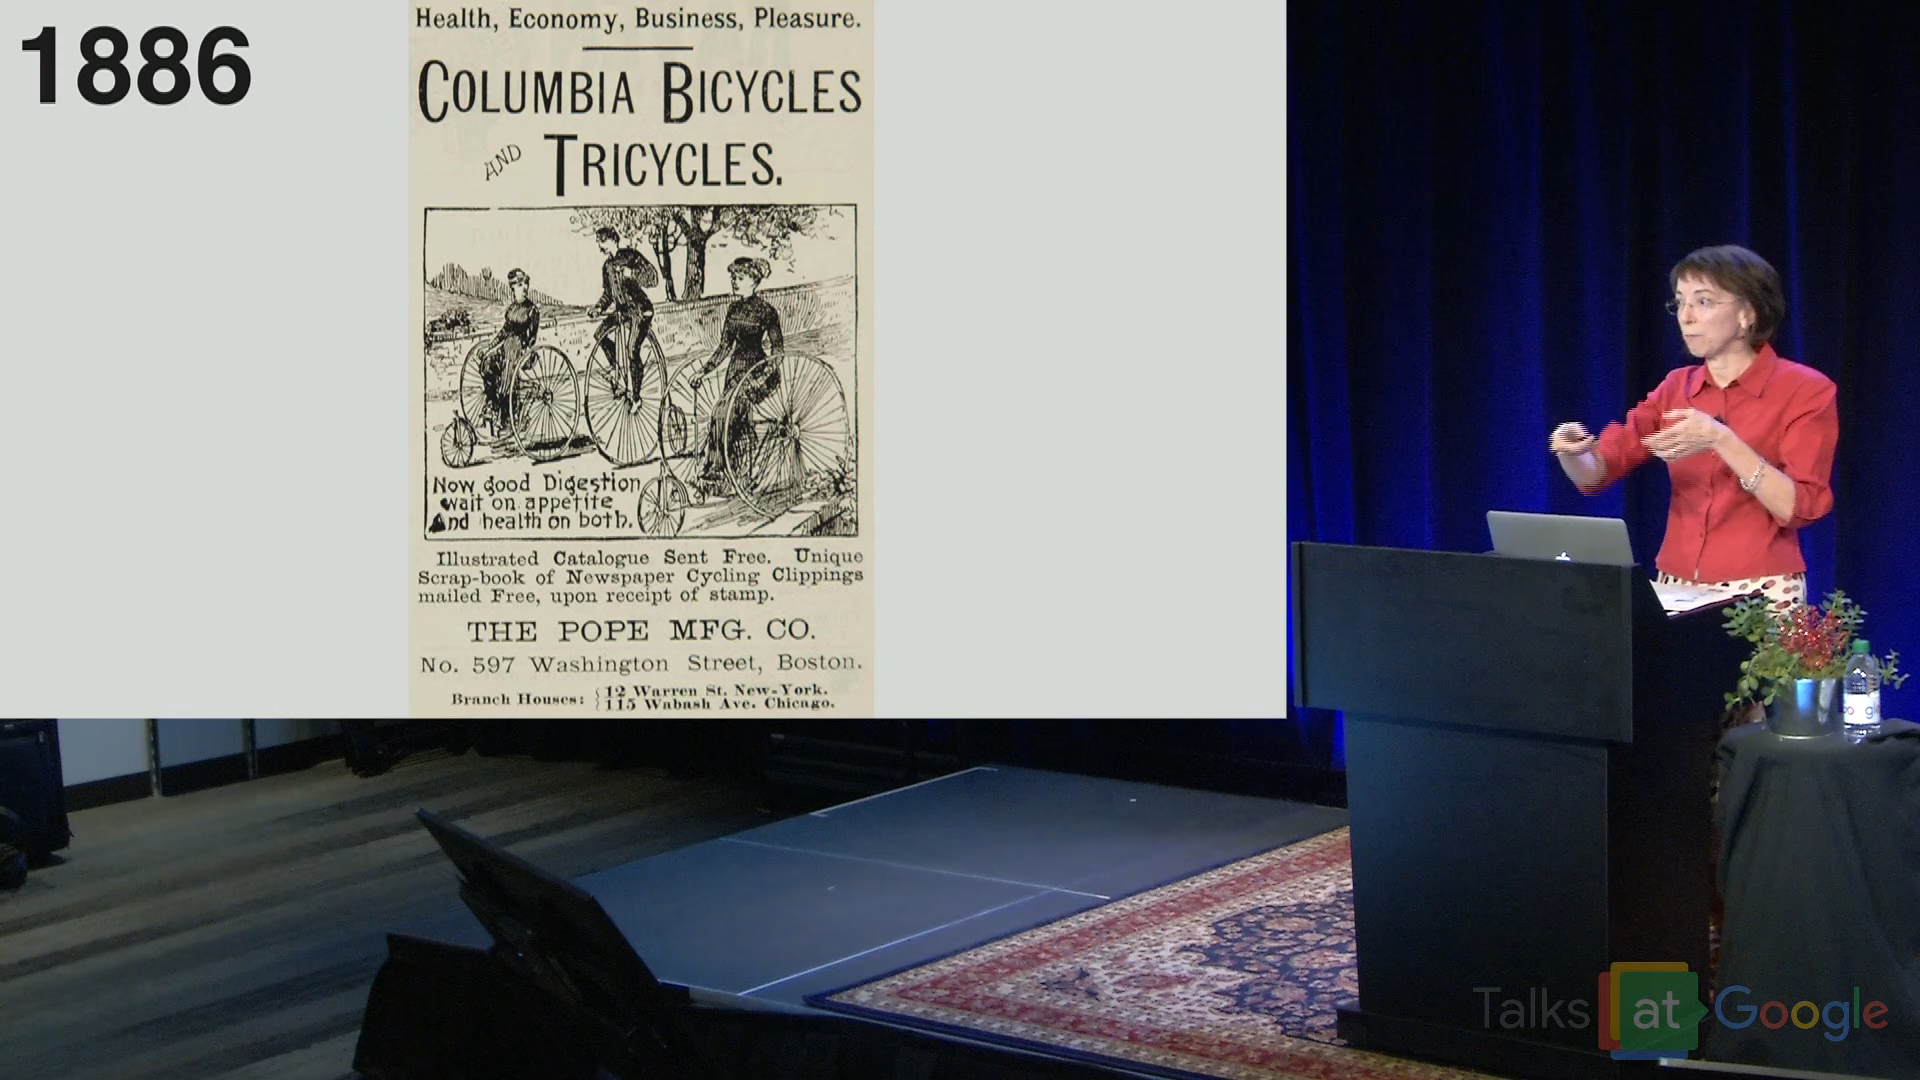 1886
Health, Economy, Business, Pleasure.
COLUMBIA BICYCLES
AND TRICYCLES.
Now good Digestion
wait on appetite
And health on both.
Illustrated Catalogue Sent Free. Unique
Scrap-book of Newspaper Cycling Clippings
mailed Free, upon receipt of stamp.
THE POPE MFG. CO.
No. 597 Washington Street, Boston.
Branch Houses: { 12 Warren St. New-York.
115 Wabash Ave. Chicago.
Talks at Google